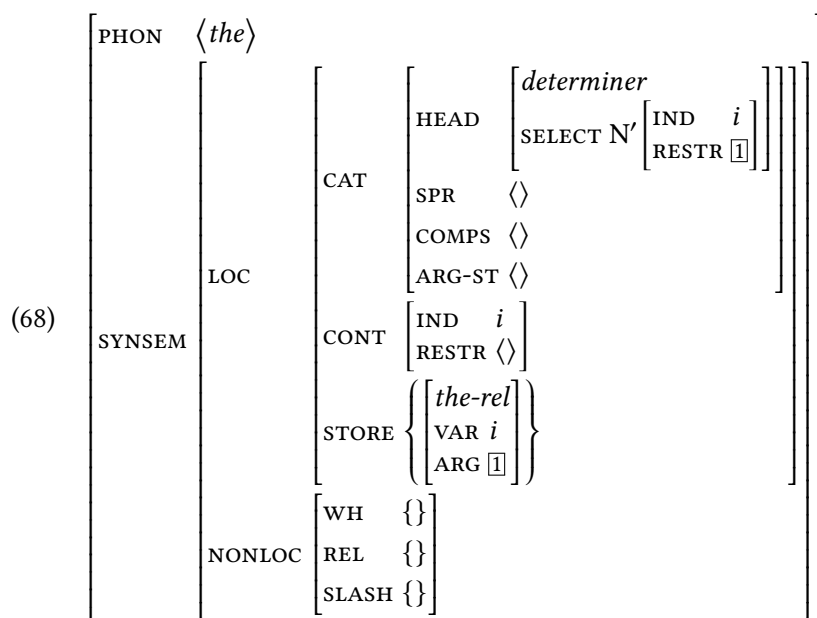 PHON ⟨the⟩
determiner
HEAD
SELECT N′ IND i
RESTR 1
CAT
SPR ⟨⟩
COMPS ⟨⟩
LOC ARG-ST ⟨⟩
(68)
SYNSEM CONT IND i
RESTR ⟨⟩
the-rel
STORE { VAR i }
ARG 1
WH {}
NONLOC REL {}
SLASH {}